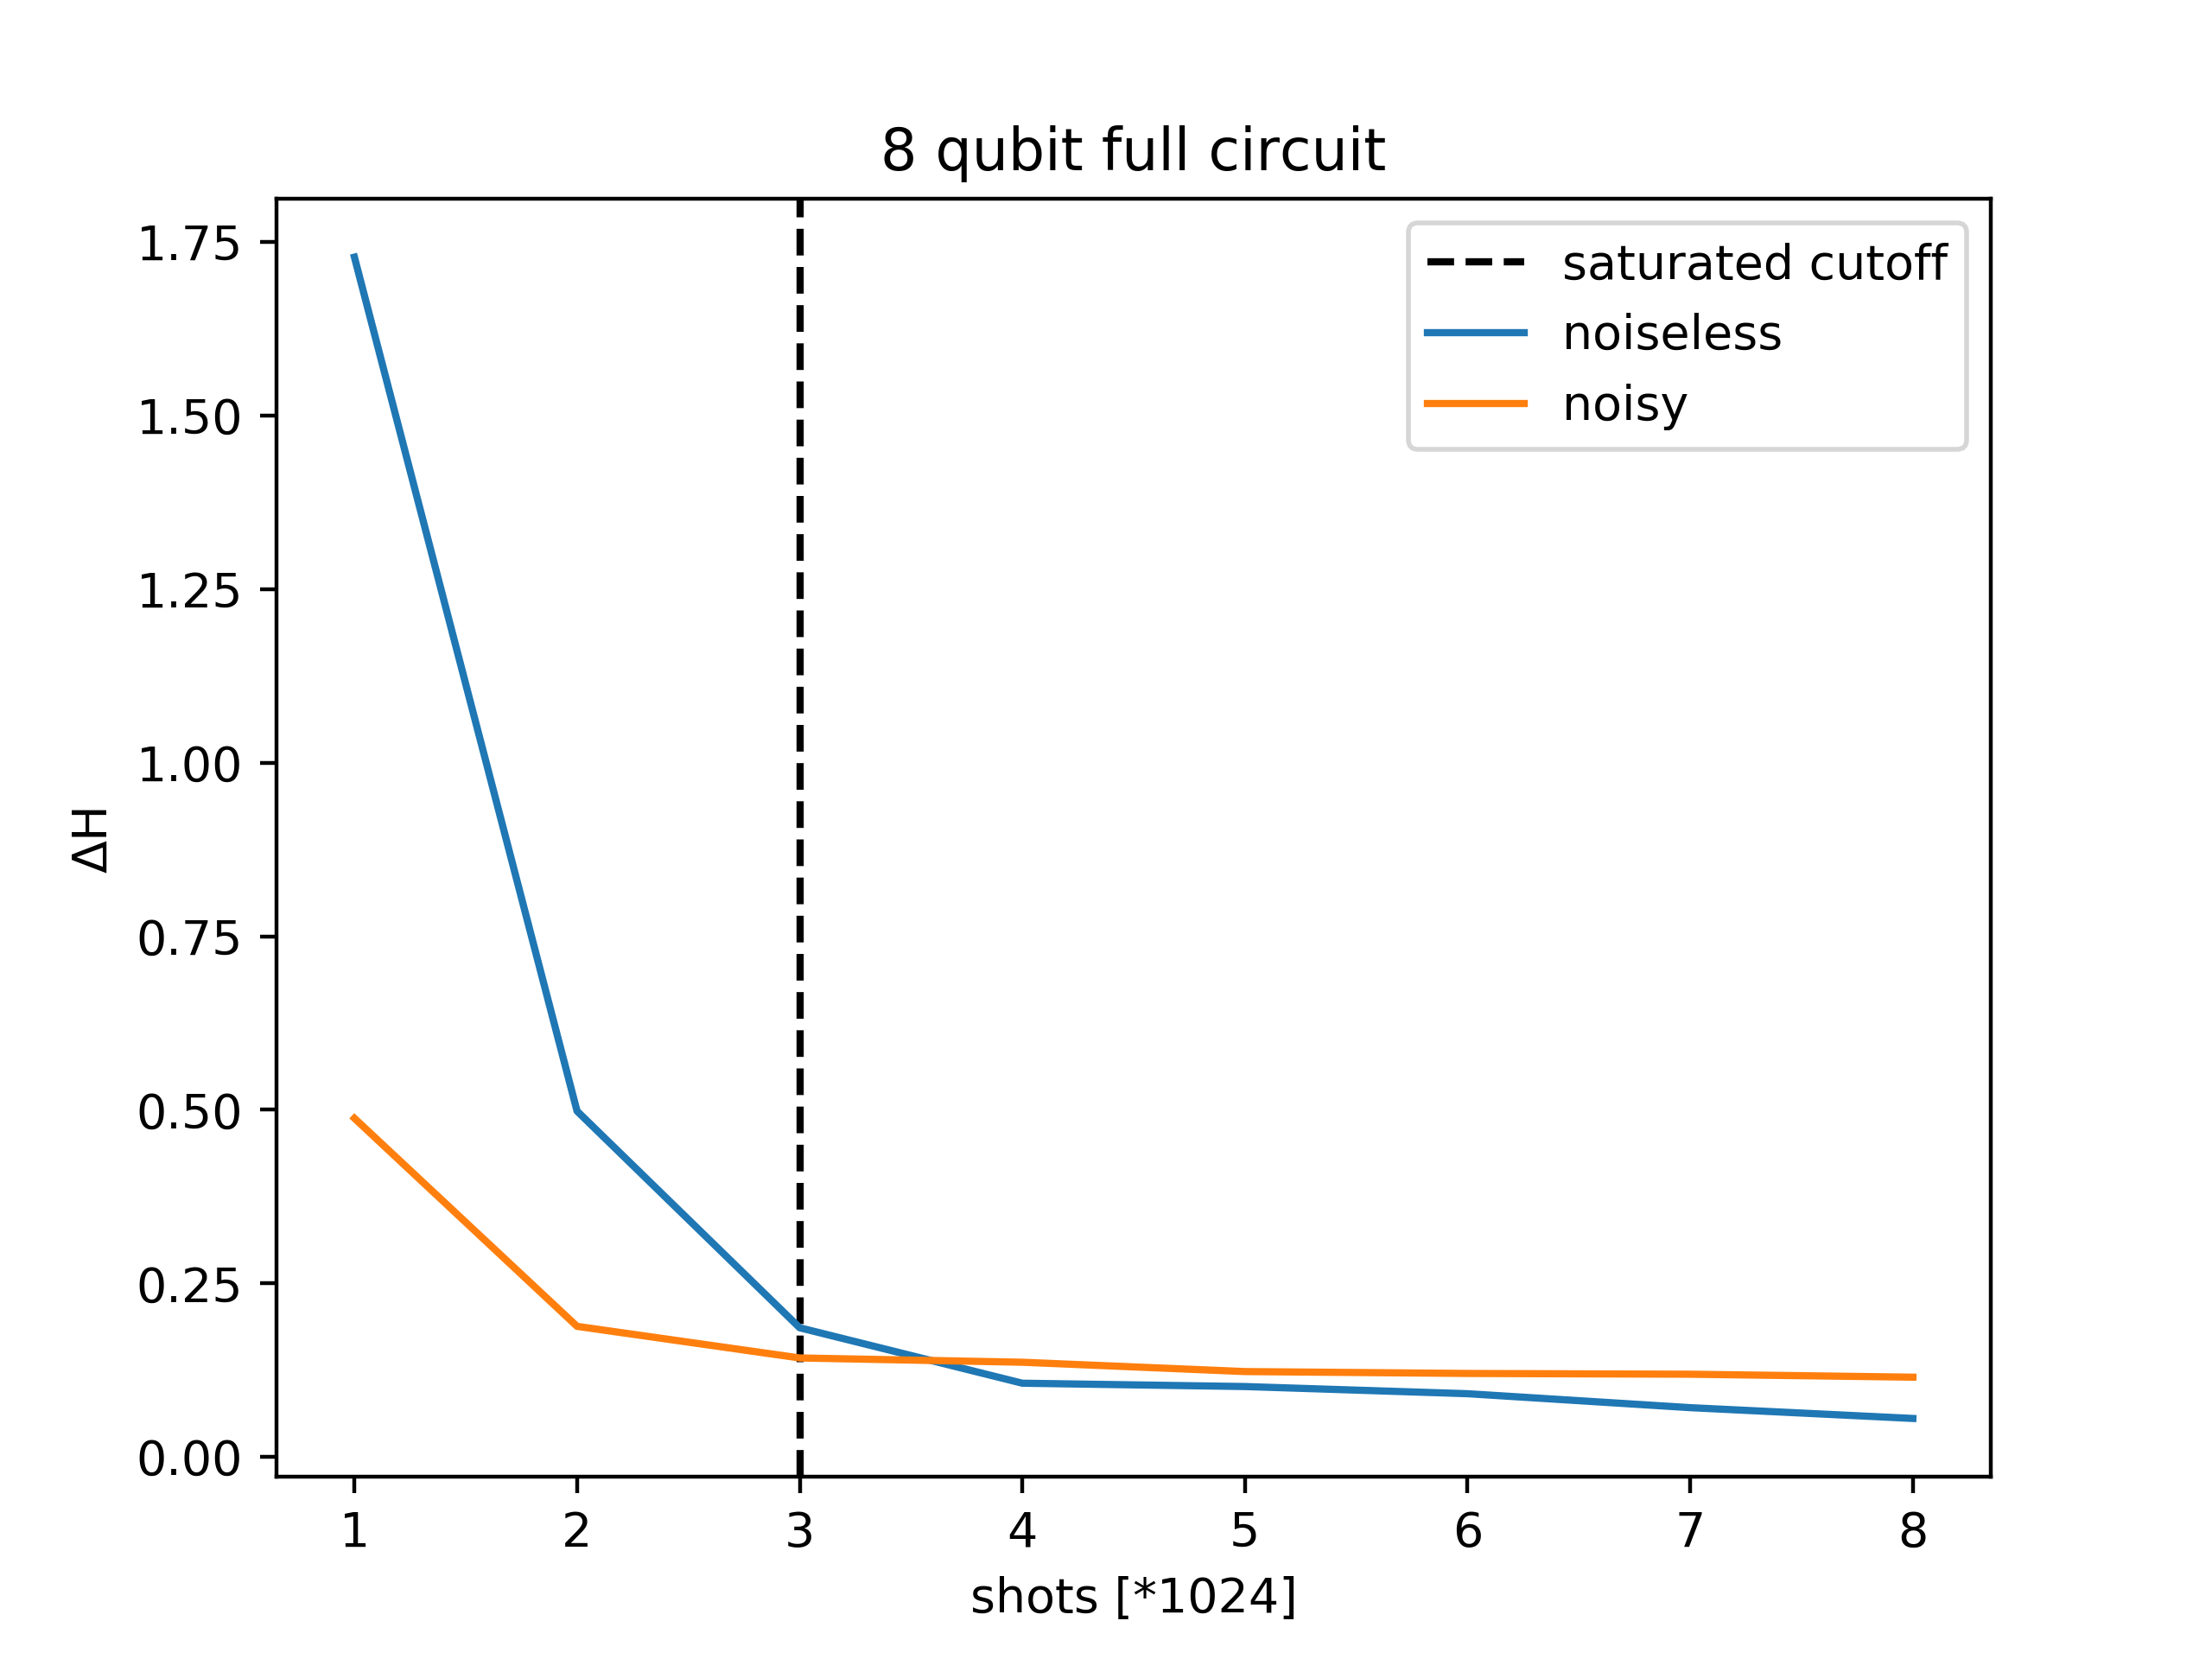 8 qubit full circuit
saturated cutoff
noiseless
noisy
1.75
1.50
1.25
1.00
0.75
0.50
0.25
0.00
ΔH
1 2 3 4 5 6 7 8
shots [*1024]